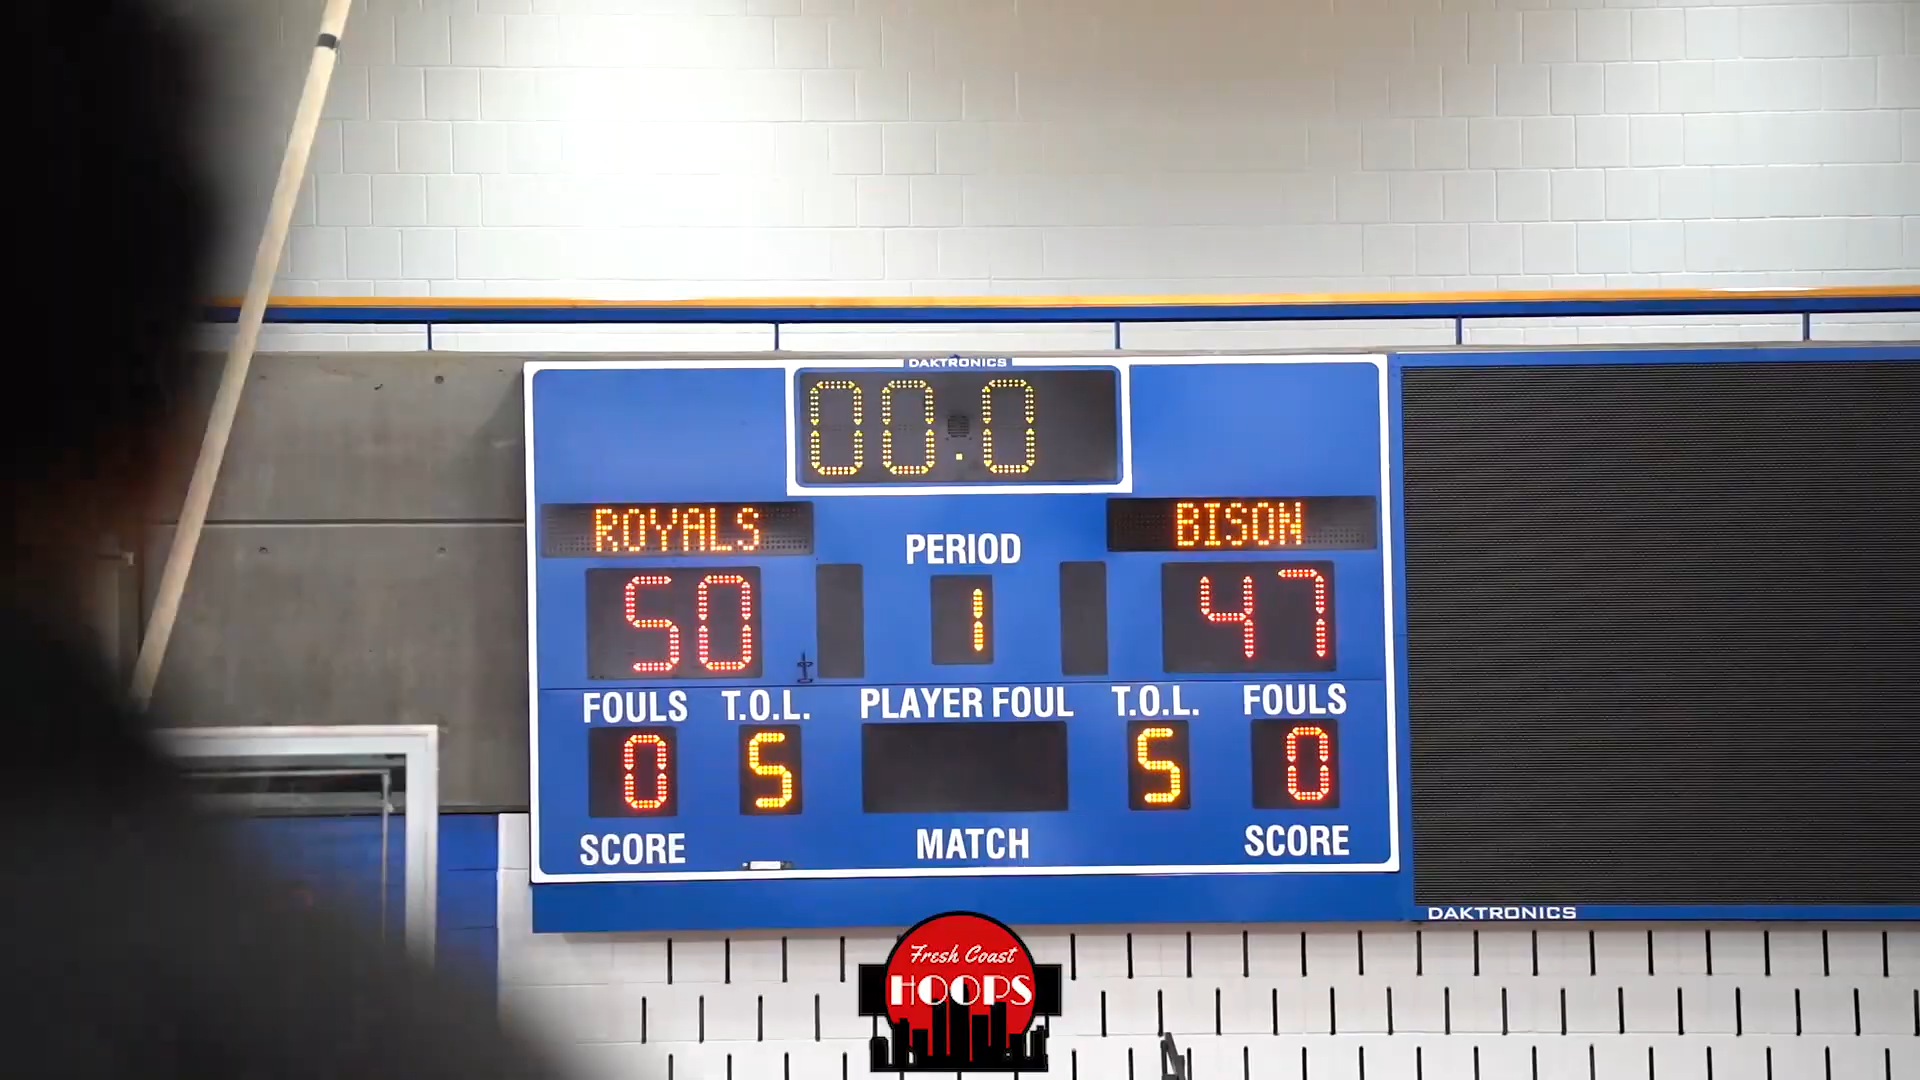 DAKTRONICS
00.0
ROYALS
PERIOD
BISON
50
1
47
FOULS T.O.L. PLAYER FOUL T.O.L. FOULS
0 5 5 0
SCORE MATCH SCORE
DAKTRONICS
Fresh Coast
HOOPS